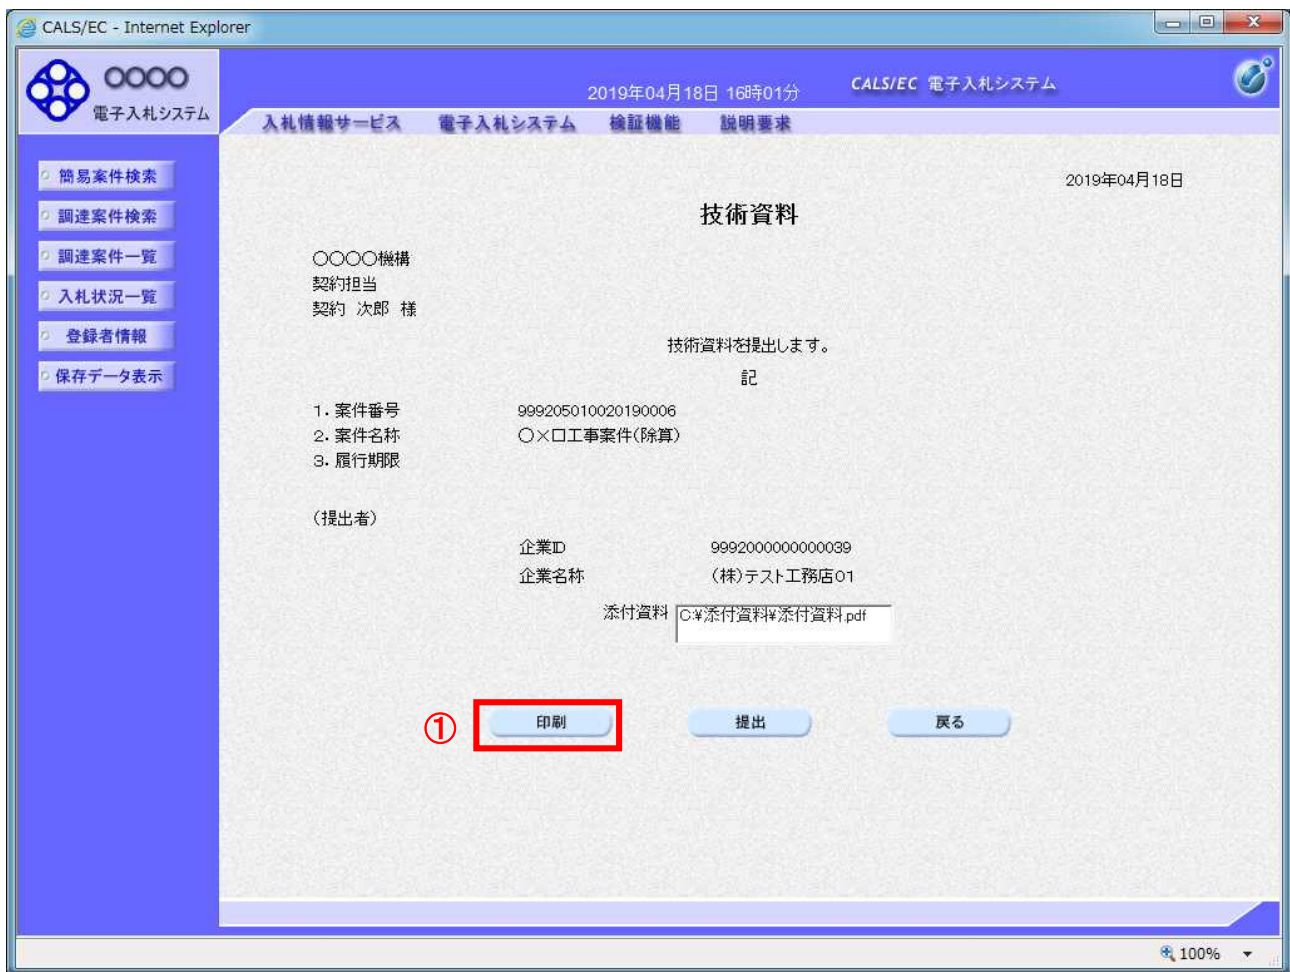 CALS/EC - Internet Explorer
〇〇〇〇
電子入札システム
2019年04月18日 16時01分
CALS/EC 電子入札システム
入札情報サービス 電子入札システム 検証機能 説明要求
簡易案件検索
調達案件検索
調達案件一覧
入札状況一覧
登録者情報
保存データ表示
2019年04月18日
技術資料
〇〇〇〇機構
契約担当
契約 次郎 様
技術資料を提出します。
記
1. 案件番号 999205010020190006
2. 案件名称 〇×口工事案件(除算)
3. 履行期限
(提出者)
企業ID 9992000000000039
企業名称 (株)テスト工務店01
添付資料 C:¥添付資料¥添付資料.pdf
① 印刷 提出 戻る
100%